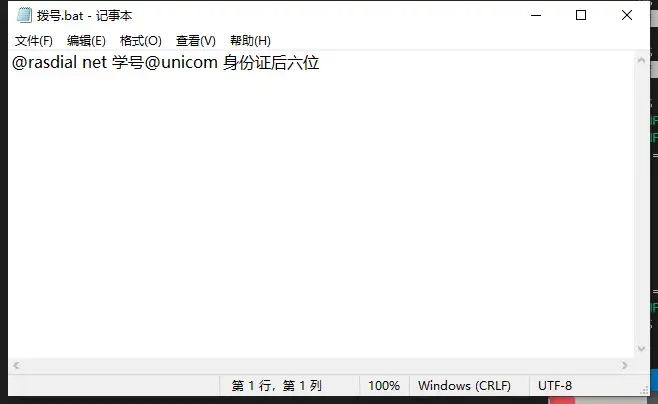 拨号.bat - 记事本
文件(F) 编辑(E) 格式(O) 查看(V) 帮助(H)
@rasdial net 学号@unicom 身份证后六位
第 1 行，第 1 列 100% Windows (CRLF) UTF-8